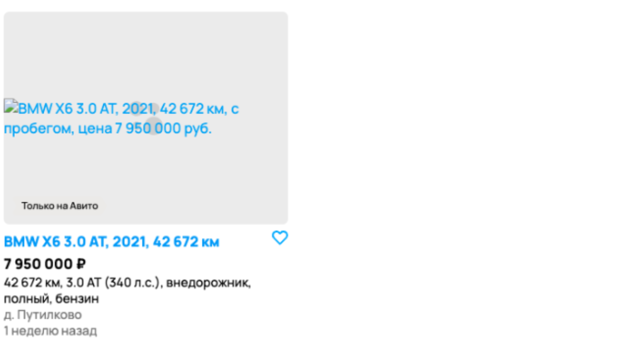 BMW X6 3.0 AT, 2021, 42 672 км, с
пробегом, цена 7 950 000 руб.
Только на Авито
BMW X6 3.0 AT, 2021, 42 672 км
7 950 000 ₽
42 672 км, 3.0 AT (340 л.с.), внедорожник,
полный, бензин
д. Путилково
1 неделю назад